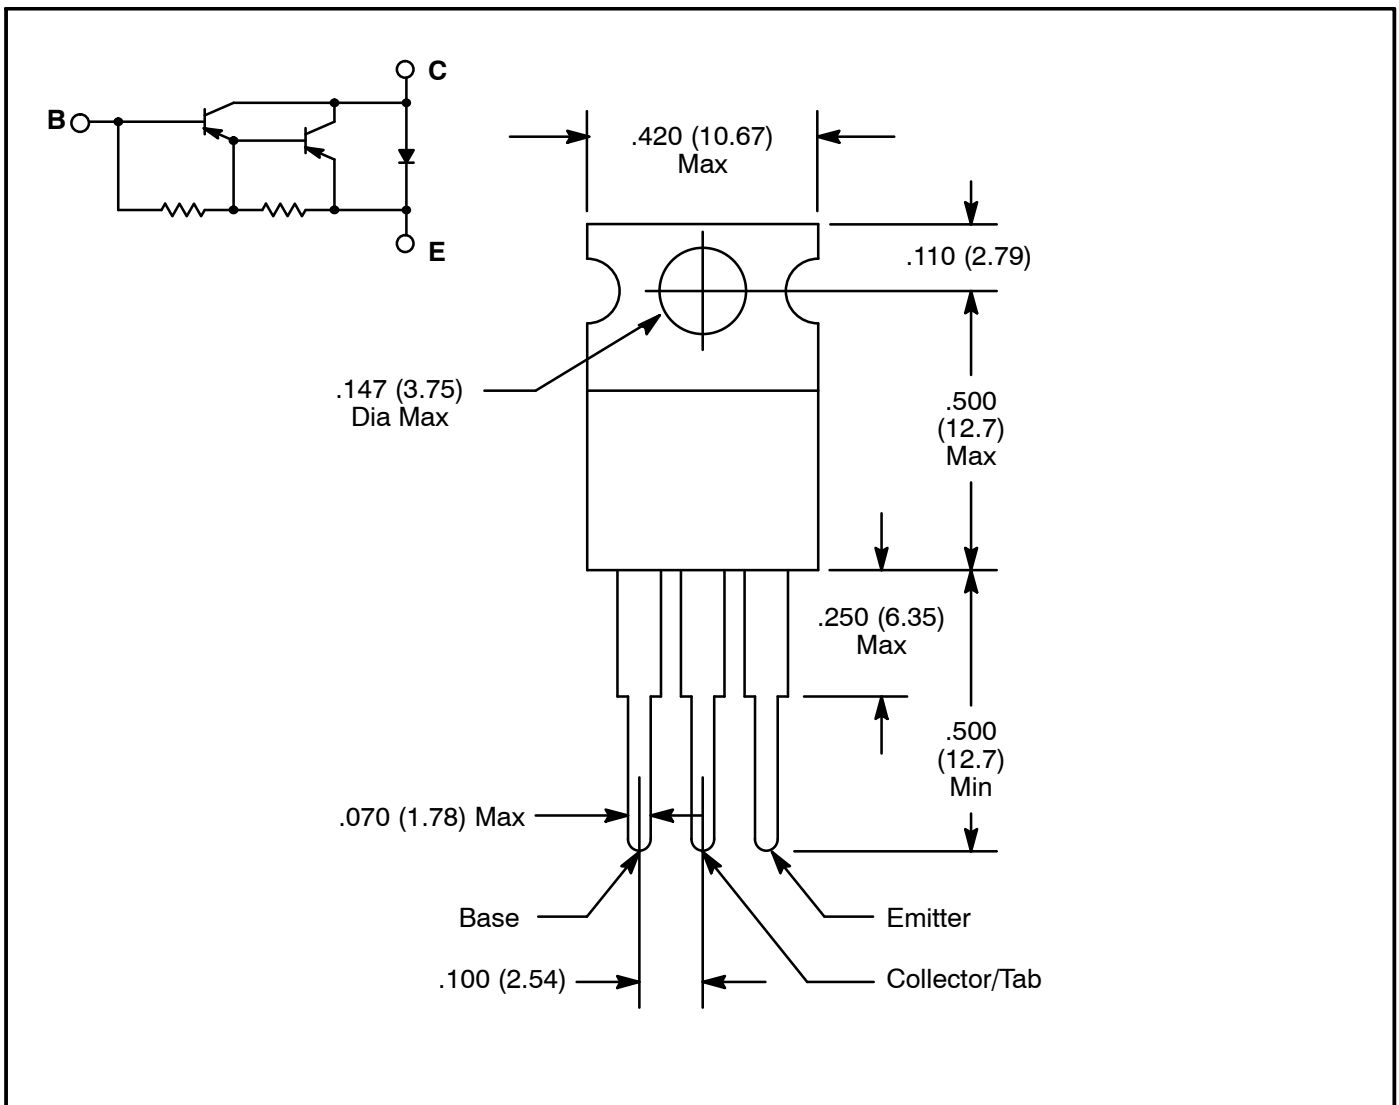 C
B
E
.420 (10.67)
Max
.110 (2.79)
.147 (3.75)
Dia Max
.500
(12.7)
Max
.250 (6.35)
Max
.500
(12.7)
Min
.070 (1.78) Max
Base
Emitter
.100 (2.54)
Collector/Tab